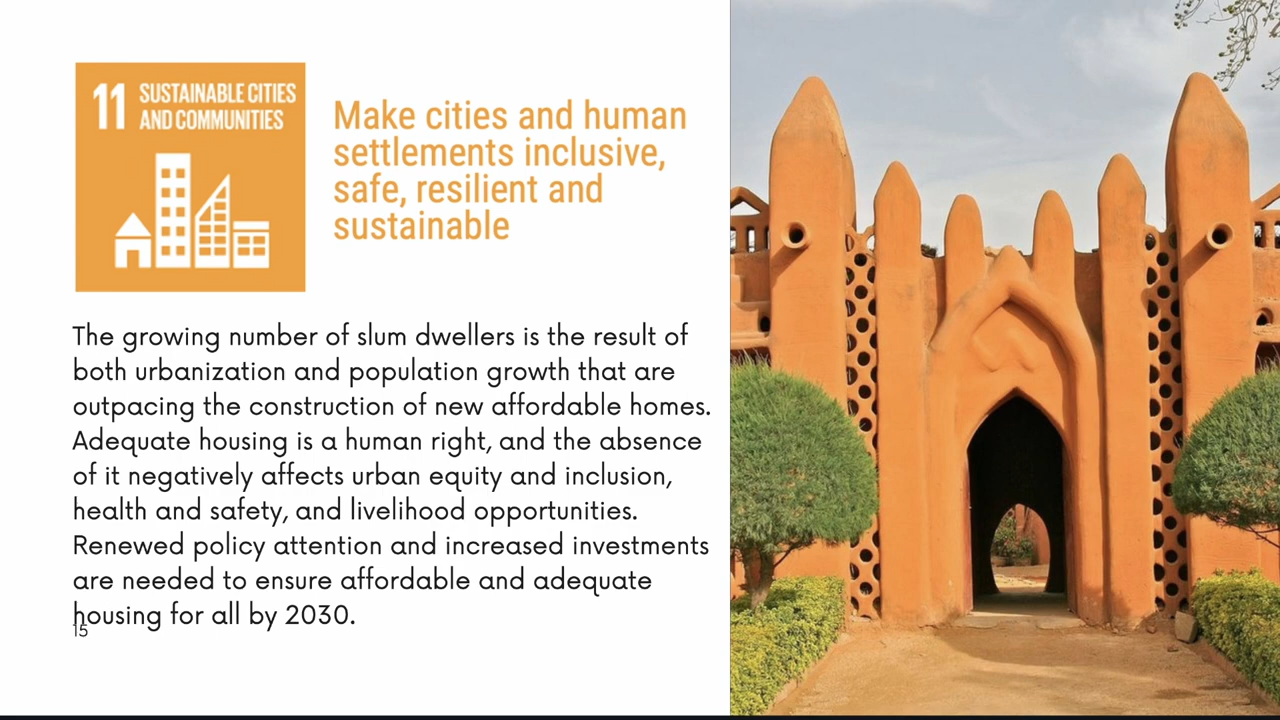 11 SUSTAINABLE CITIES
AND COMMUNITIES
Make cities and human
settlements inclusive,
safe, resilient and
sustainable
The growing number of slum dwellers is the result of
both urbanization and population growth that are
outpacing the construction of new affordable homes.
Adequate housing is a human right, and the absence
of it negatively affects urban equity and inclusion,
health and safety, and livelihood opportunities.
Renewed policy attention and increased investments
are needed to ensure affordable and adequate
housing for all by 2030.
15